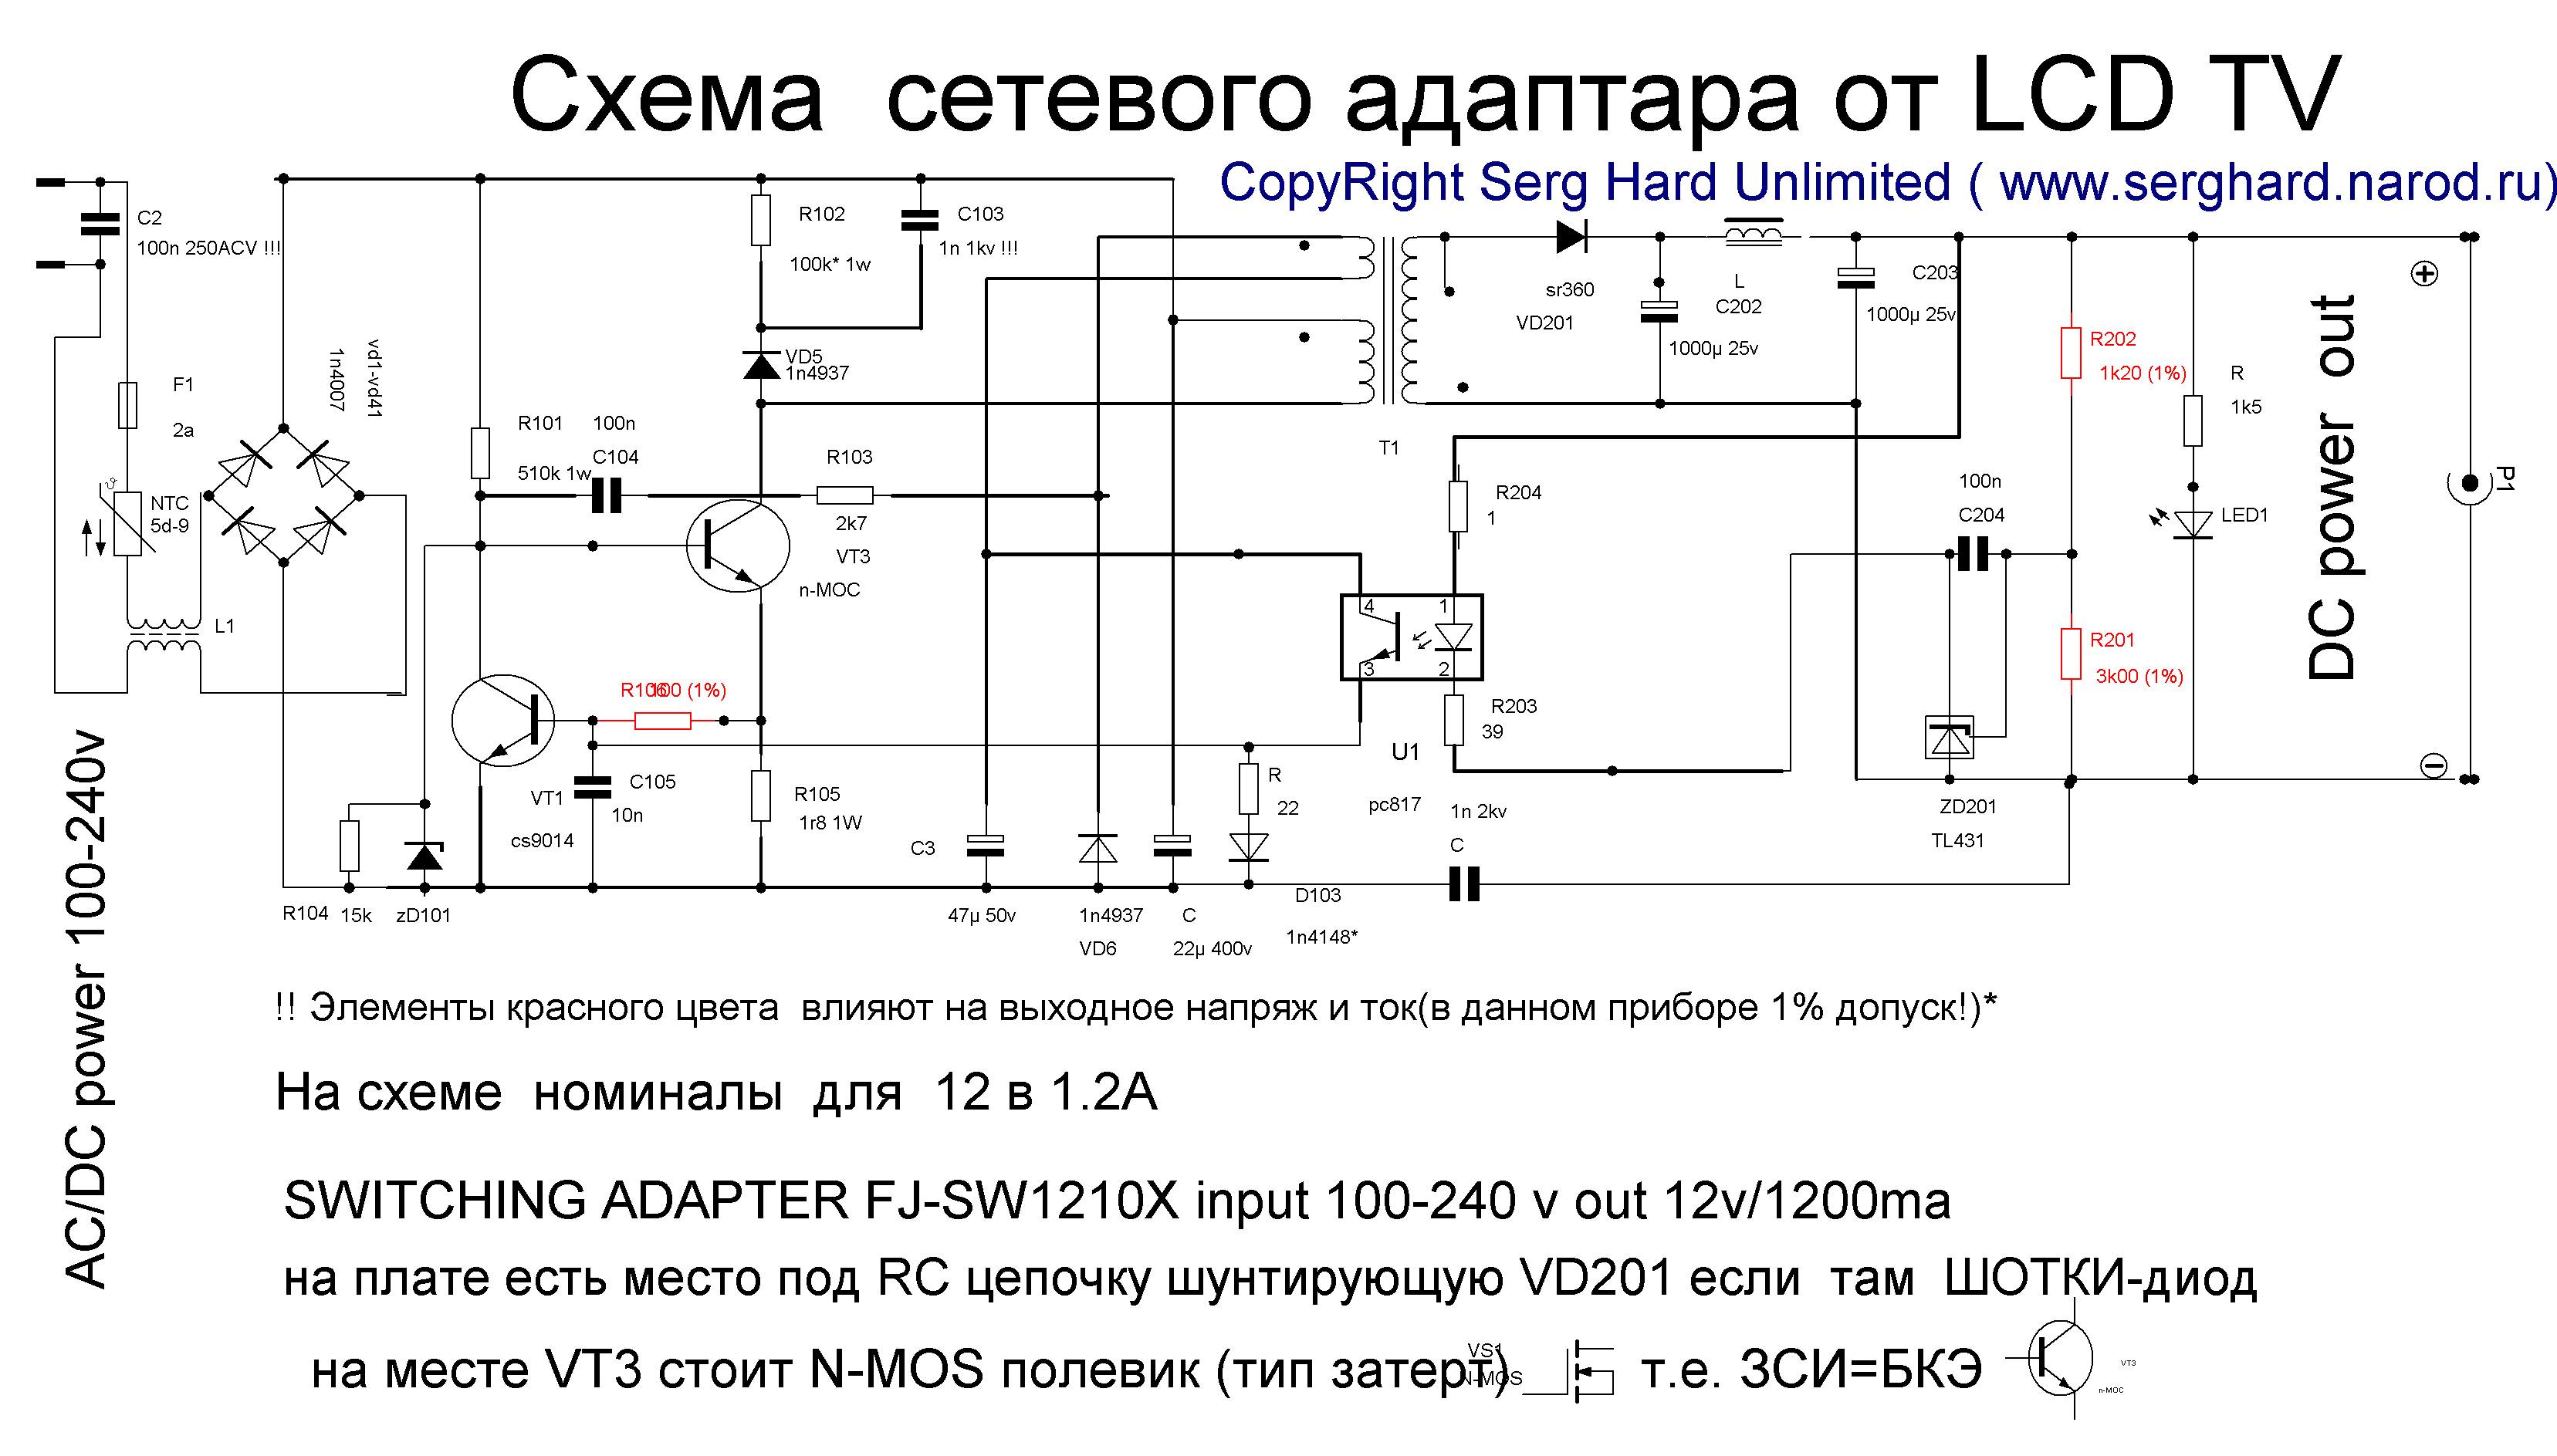 Схема сетевого адаптара от LCD TV
CopyRight Serg Hard Unlimited ( www.serghard.narod.ru)
C2
100n 250ACV !!!
R102
100k* 1w
C103
1n 1kv !!!
sr360
VD201
L
C202
1000µ 25v
C203
1000µ 25v
R202
1k20 (1%)
R
1k5
DC power out
P1
F1
2a
1n4007
vd1-vd41
VD5
1n4937
R101
510k 1w
100n
C104
R103
2k7
VT3
n-MOC
T1
R204
1
100n
C204
LED1
NTC
5d-9
L1
4
1
3
2
R201
3k00 (1%)
R106
100 (1%)
R203
39
U1
pc817
C105
10n
VT1
cs9014
R105
1r8 1W
R
22
1n 2kv
C
ZD201
TL431
C3
47µ 50v
1n4937
VD6
C
22µ 400v
D103
1n4148*
R104
15k
zD101
AC/DC power 100-240v
!! Элементы красного цвета влияют на выходное напряж и ток(в данном приборе 1% допуск!)*
На схеме номиналы для 12 в 1.2А
SWITCHING ADAPTER FJ-SW1210X input 100-240 v out 12v/1200ma
на плате есть место под RC цепочку шунтирующую VD201 если там ШОТКИ-диод
на месте VT3 стоит N-MOS полевик (тип затерт) т.е. ЗСИ=БКЭ
VS1
N-MOS
VT3
n-MOC